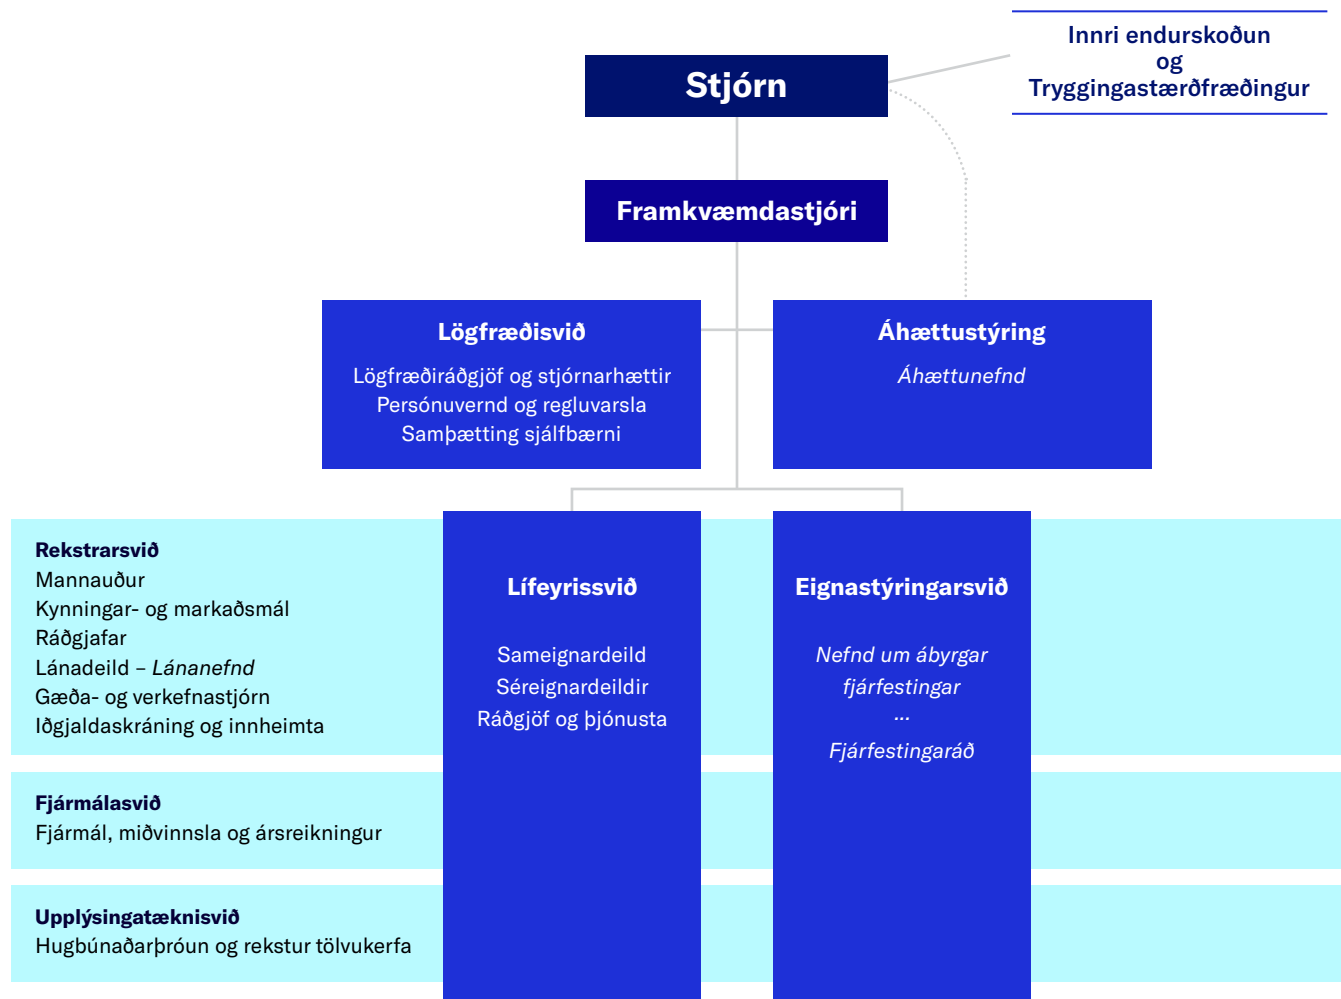 Innri endurskoðun
og
Tryggingastærðfræðingur
Stjórn
Framkvæmdastjóri
Lögfræðisvið
Lögfræðiráðgjöf og stjórnarhættir
Persónuvernd og regluvarsla
Samþætting sjálfbærni
Áhættustýring
Áhættunefnd
Rekstrarsvið
Mannauður
Kynningar- og markaðsmál
Ráðgjafar
Lánadeild – Lánanefnd
Gæða- og verkefnastjórn
Iðgjaldaskráning og innheimta
Lífeyrissvið
Sameignardeild
Séreignardeildir
Ráðgjöf og þjónusta
Eignastýringarsvið
Nefnd um ábyrgar
fjárfestingar
...
Fjárfestingaráð
Fjármálasvið
Fjármál, miðvinnsla og ársreikningur
Upplýsingatæknisvið
Hugbúnaðarþróun og rekstur tölvukerfa